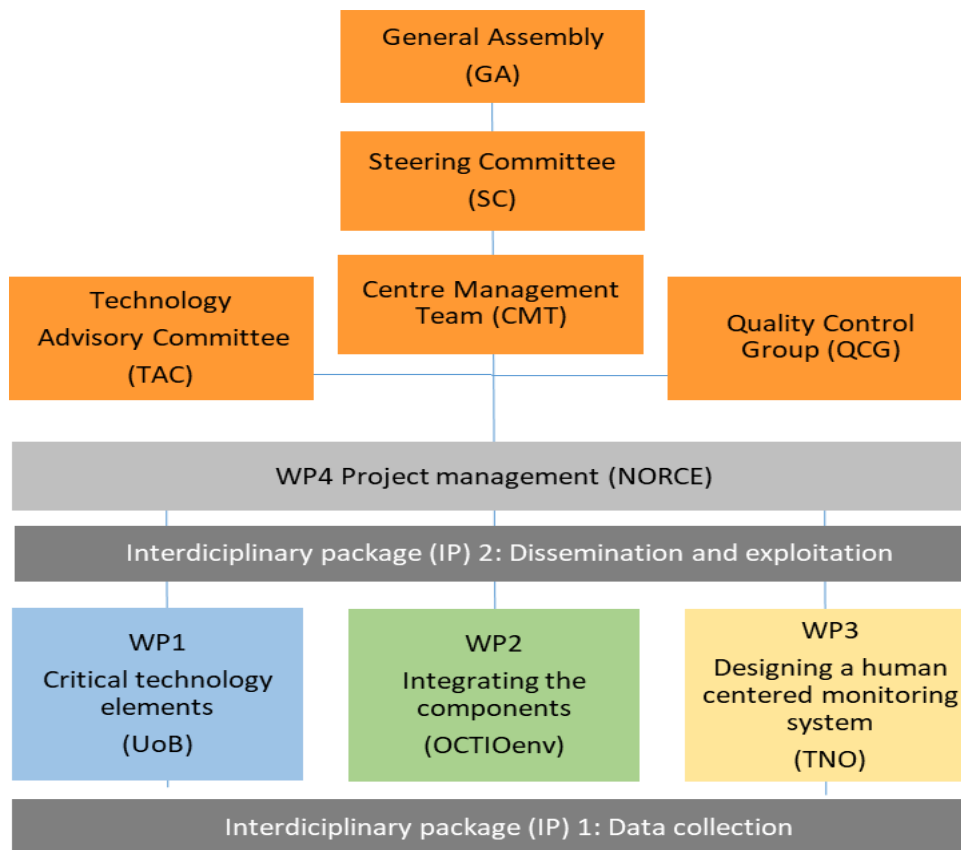 General Assembly
(GA)
Steering Committee
(SC)
Technology
Advisory Committee
(TAC)
Centre Management
Team (CMT)
Quality Control
Group (QCG)
WP4 Project management (NORCE)
Interdiciplinary package (IP) 2: Dissemination and exploitation
WP1
Critical technology
elements
(UoB)
WP2
Integrating the
components
(OCTIOenv)
WP3
Designing a human
centered monitoring
system
(TNO)
Interdiciplinary package (IP) 1: Data collection